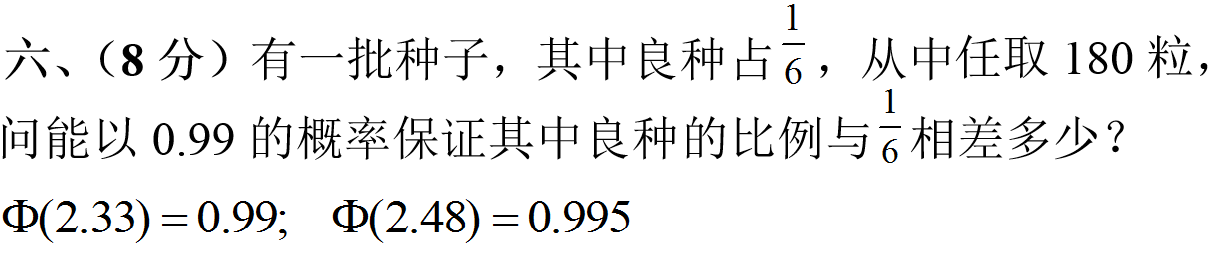 六、（8 分）有一批种子，其中良种占 1/6 ，从中任取 180 粒，
问能以 0.99 的概率保证其中良种的比例与 1/6 相差多少？
Φ(2.33) = 0.99; Φ(2.48) = 0.995